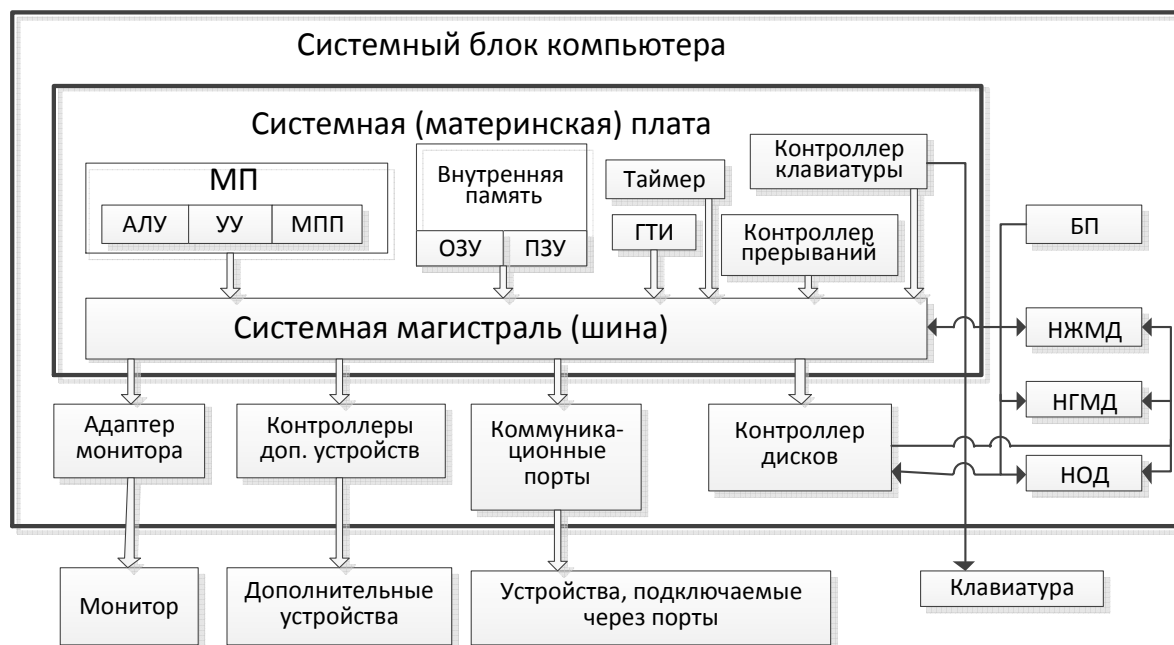 Системный блок компьютера
Системная (материнская) плата
МП
АЛУ
УУ
МПП
Внутренняя
память
ОЗУ
ПЗУ
Таймер
ГТИ
Контроллер
клавиатуры
Контроллер
прерываний
БП
Системная магистраль (шина)
НЖМД
НГМД
НОД
Адаптер
монитора
Контроллеры
доп. устройств
Коммуника-
ционные
порты
Контроллер
дисков
Монитор
Дополнительные
устройства
Устройства, подключаемые
через порты
Клавиатура